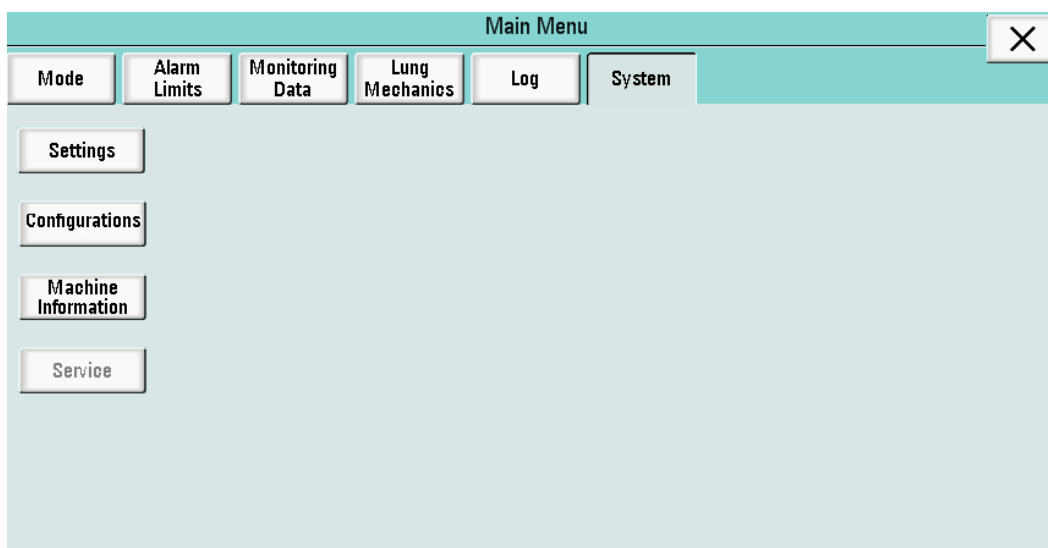 Main Menu
Mode
Alarm
Limits
Monitoring
Data
Lung
Mechanics
Log
System
Settings
Configurations
Machine
Information
Service